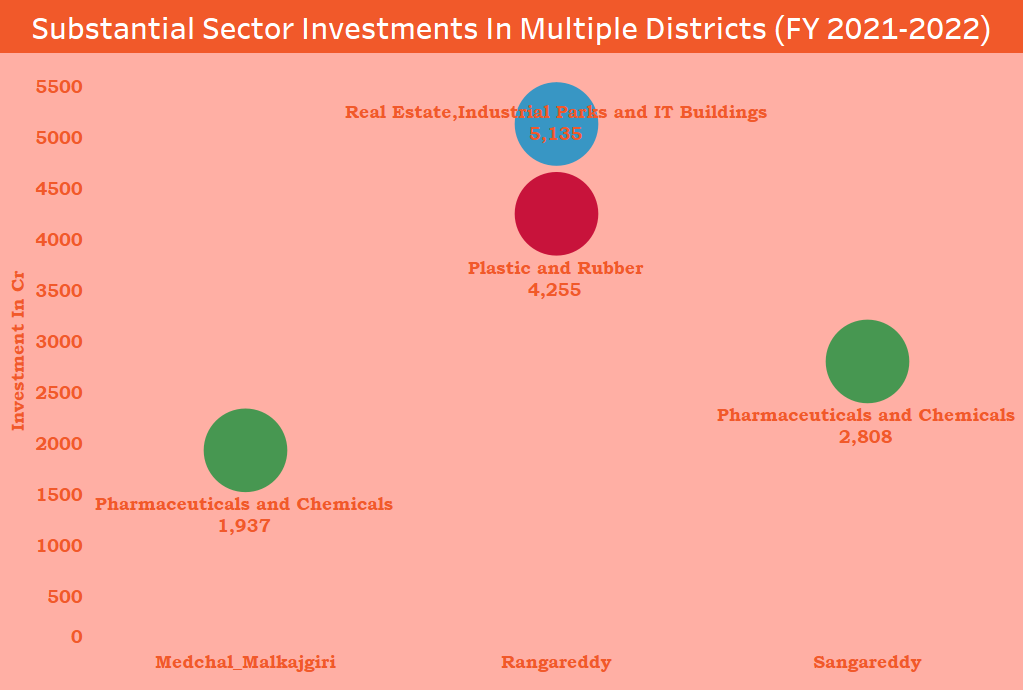 Substantial Sector Investments In Multiple Districts (FY 2021-2022)
5500
Real Estate,Industrial Parks and IT Buildings
5,135
5000
4500
4000
Plastic and Rubber
4,255
3500
3000
2500
2000
1500
1000
500
0
Investment In Cr
Pharmaceuticals and Chemicals
2,808
Pharmaceuticals and Chemicals
1,937
Medchal_Malkajgiri
Rangareddy
Sangareddy